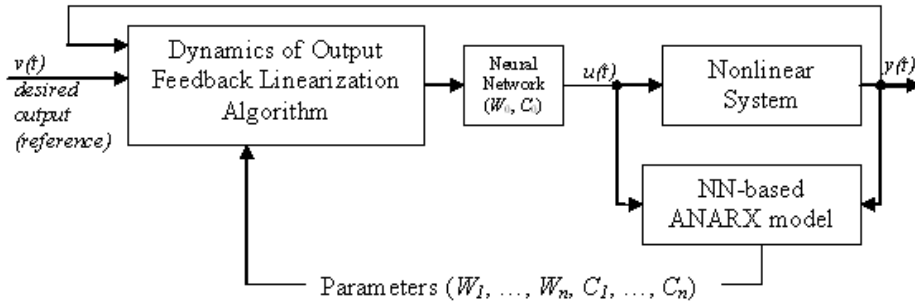 v(t)
desired
output
(reference)
Dynamics of Output
Feedback Linearization
Algorithm
Neural
Network
(W₀, C₀)
u(t)
Nonlinear
System
y(t)
NN-based
ANARX model
Parameters (W₁, ..., Wₙ, C₁, ..., Cₙ)